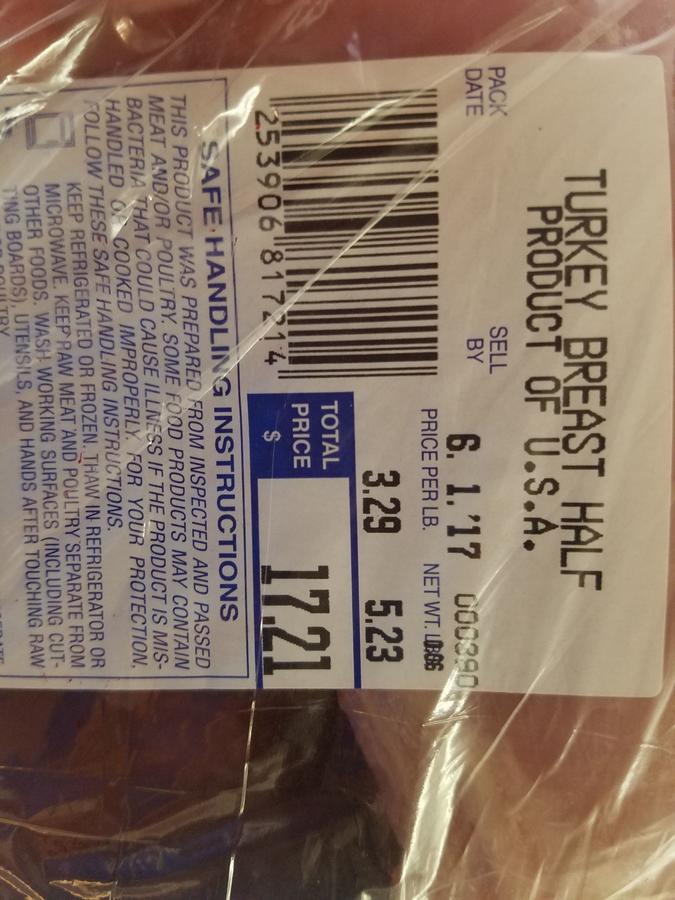 TURKEY BREAST HALF
PRODUCT OF U.S.A.
PACK
DATE
SELL
BY
6. 1.'17 000390
PRICE PER LB. NET WT.
3.29 5.23
TOTAL
PRICE
$
17.21
2 53906 81721 4
SAFE HANDLING INSTRUCTIONS
THIS PRODUCT WAS PREPARED FROM INSPECTED AND PASSED
MEAT AND/OR POULTRY. SOME FOOD PRODUCTS MAY CONTAIN
BACTERIA THAT COULD CAUSE ILLNESS IF THE PRODUCT IS MIS-
HANDLED OR COOKED IMPROPERLY. FOR YOUR PROTECTION,
FOLLOW THESE SAFE HANDLING INSTRUCTIONS.
KEEP REFRIGERATED OR FROZEN. THAW IN REFRIGERATOR OR
MICROWAVE. KEEP RAW MEAT AND POULTRY SEPARATE FROM
OTHER FOODS. WASH WORKING SURFACES (INCLUDING CUT-
TING BOARDS), UTENSILS, AND HANDS AFTER TOUCHING RAW
POULTRY